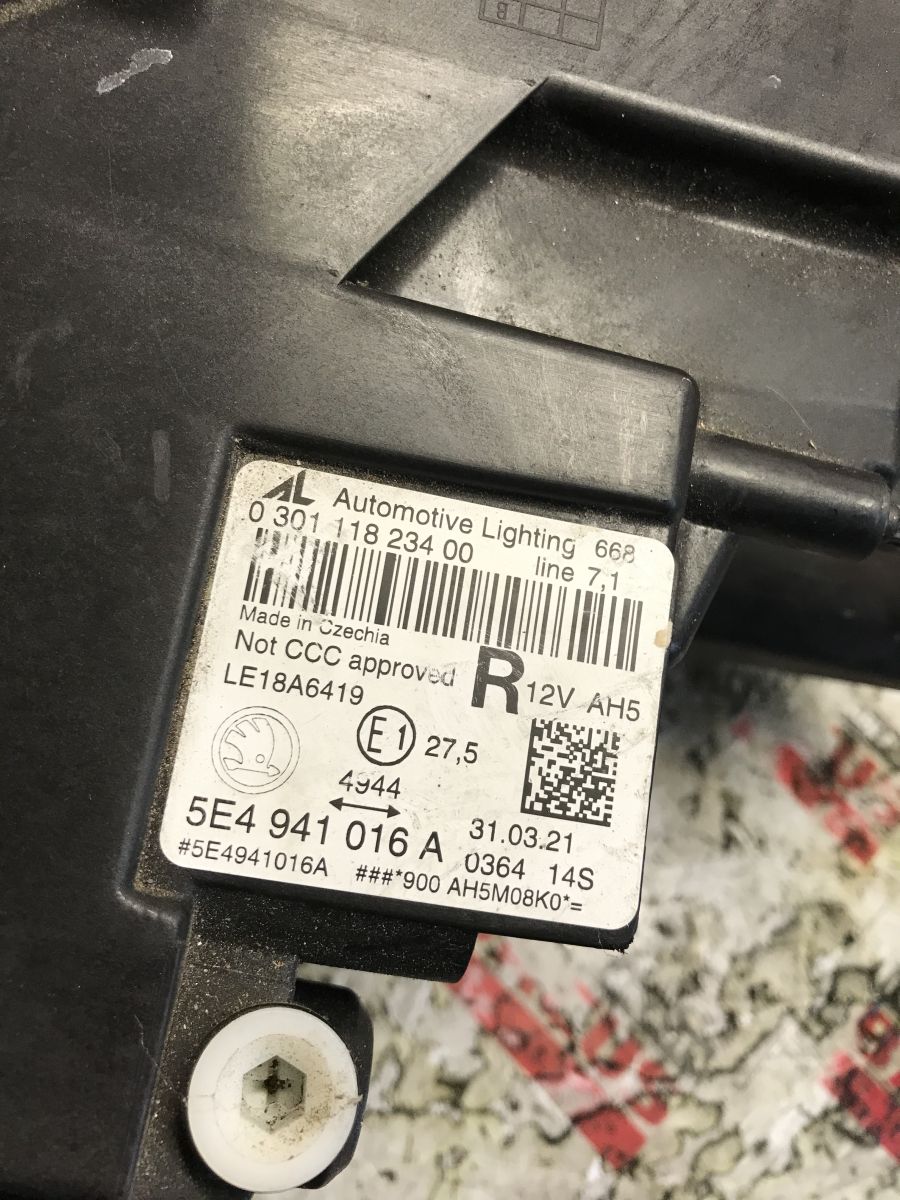 B
AL Automotive Lighting 668
0 301 118 234 00 line 7,1
Made in Czechia
Not CCC approved R 12V AH5
LE18A6419
E1 27,5
4944
5E4 941 016 A 31.03.21
0364 14S
#5E4941016A ###*900 AH5M08K0*=